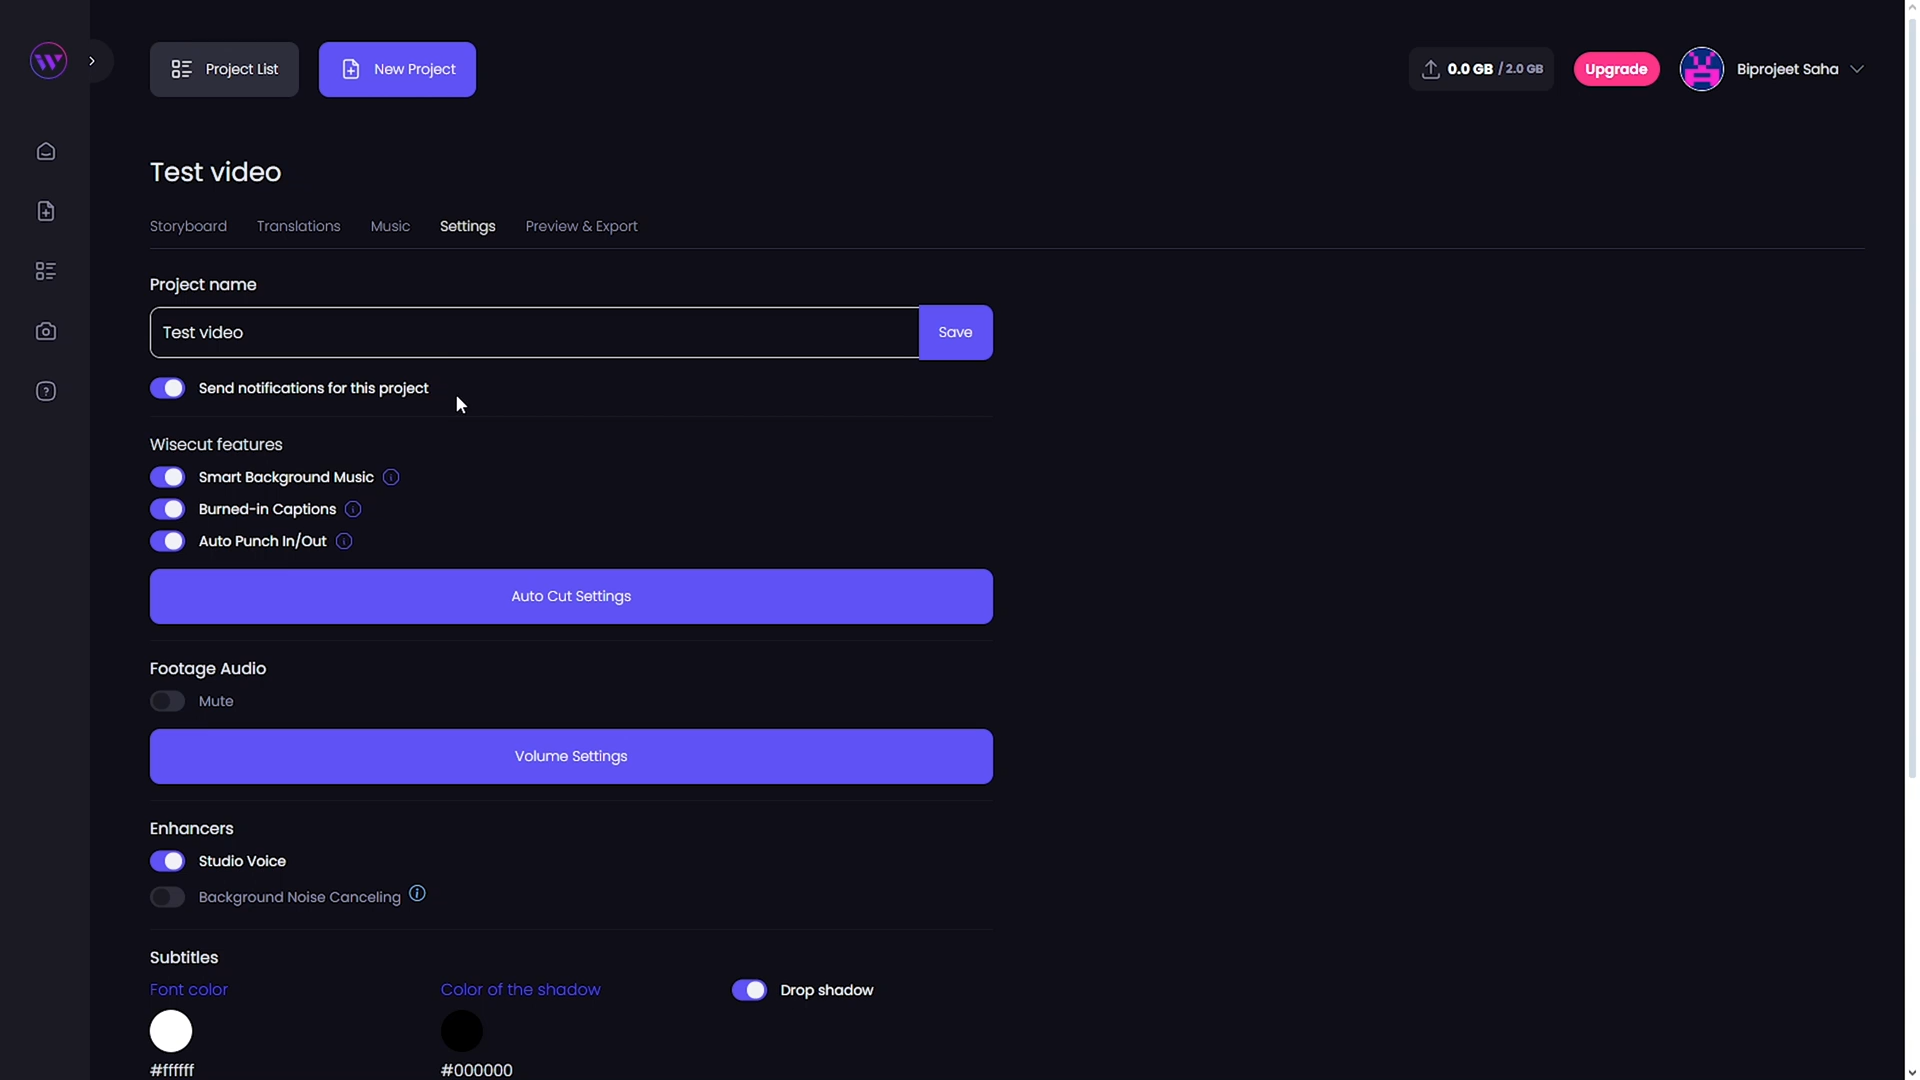 Project List
New Project
0.0 GB / 2.0 GB
Upgrade
Biprojeet Saha
Test video
Storyboard
Translations
Music
Settings
Preview & Export
Project name
Test video
Save
Send notifications for this project
Wisecut features
Smart Background Music
Burned-in Captions
Auto Punch In/Out
Auto Cut Settings
Footage Audio
Mute
Volume Settings
Enhancers
Studio Voice
Background Noise Canceling
Subtitles
Font color
Color of the shadow
Drop shadow
#ffffff
#000000